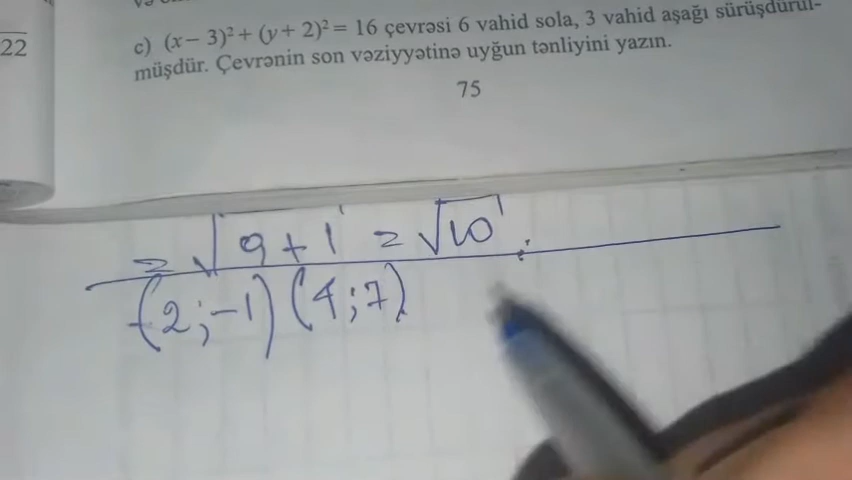 22
c) (x − 3)² + (y + 2)² = 16 çevrəsi 6 vahid sola, 3 vahid aşağı sürüşdürül-
müşdür. Çevrənin son vəziyyətinə uyğun tənliyini yazın.
75
= √9+1 = √10.
(2;-1) (4;7)